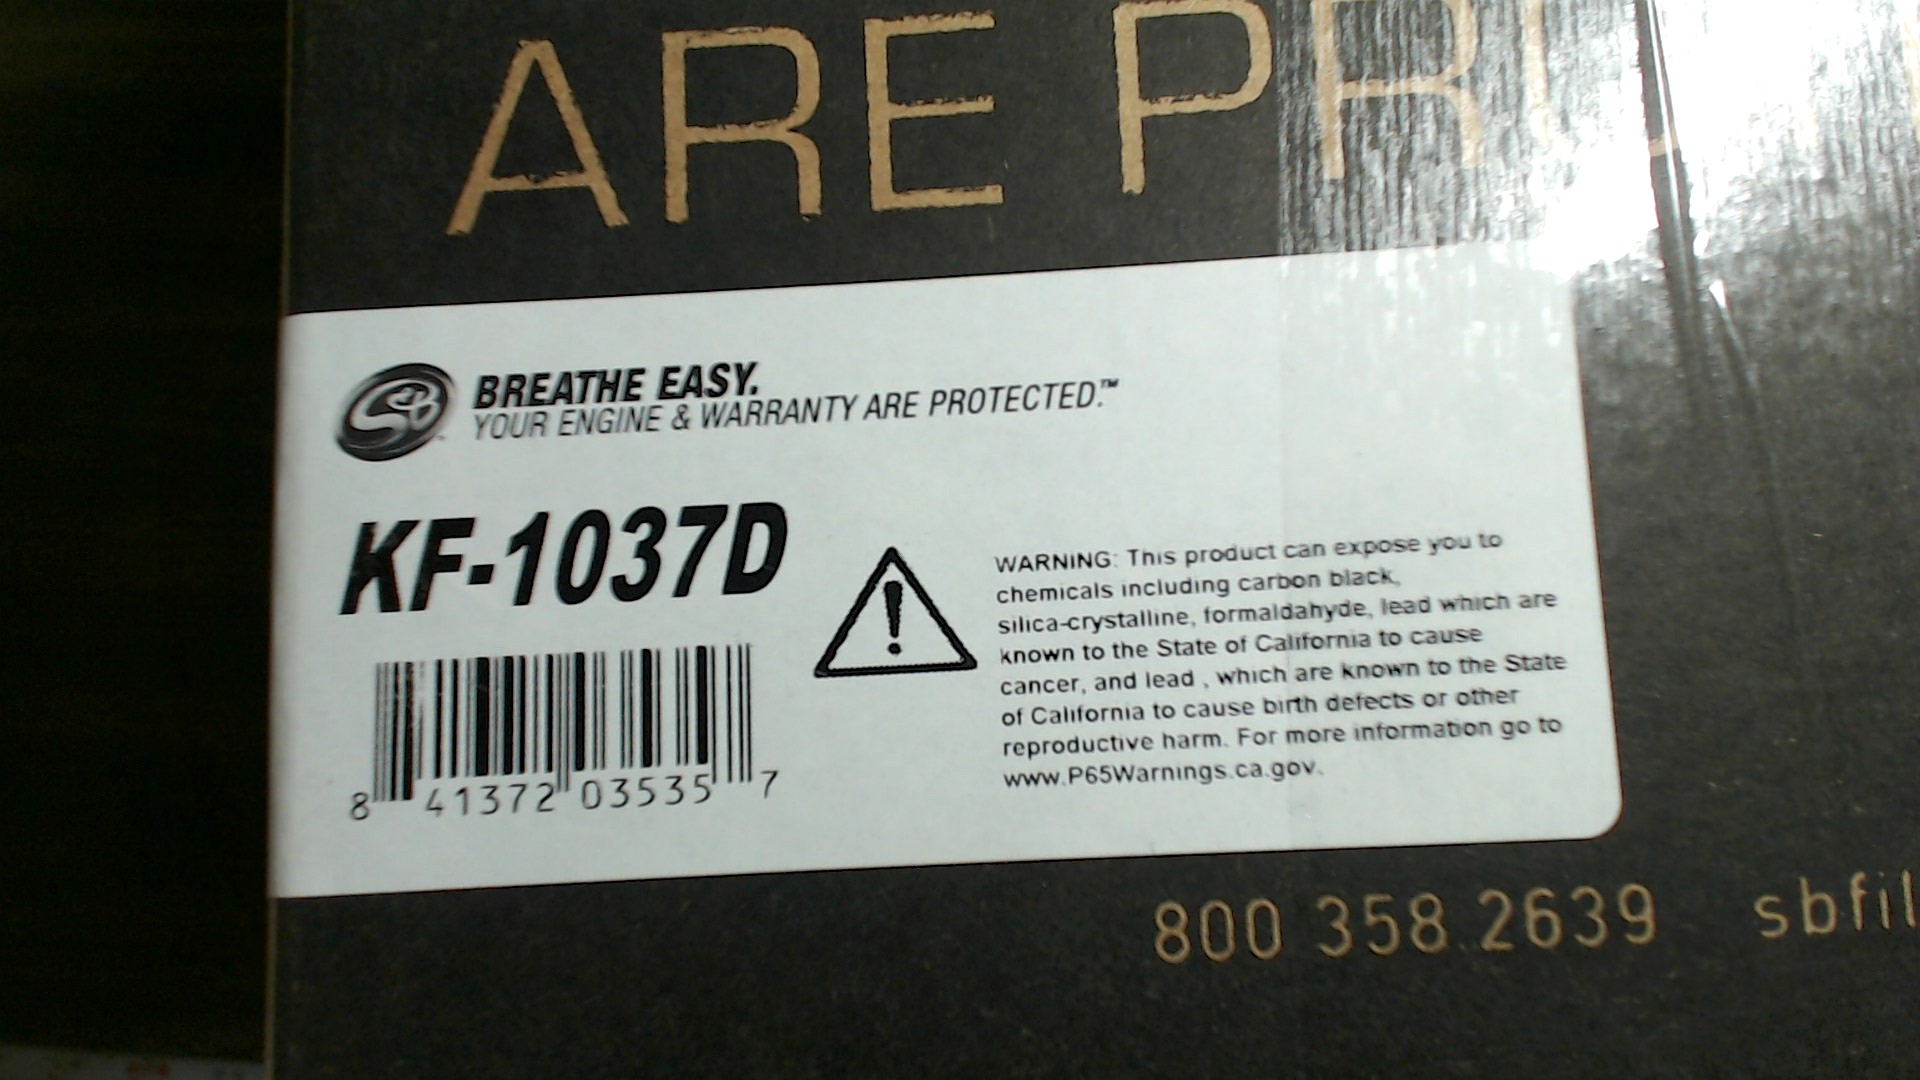 ARE PR
BREATHE EASY.
YOUR ENGINE & WARRANTY ARE PROTECTED.™
KF-1037D
WARNING: This product can expose you to
chemicals including carbon black,
silica-crystalline, formaldahyde, lead which are
known to the State of California to cause
cancer, and lead , which are known to the State
of California to cause birth defects or other
reproductive harm. For more information go to
www.P65Warnings.ca.gov.
8 41372 03535 7
800 358 2639 sbfil